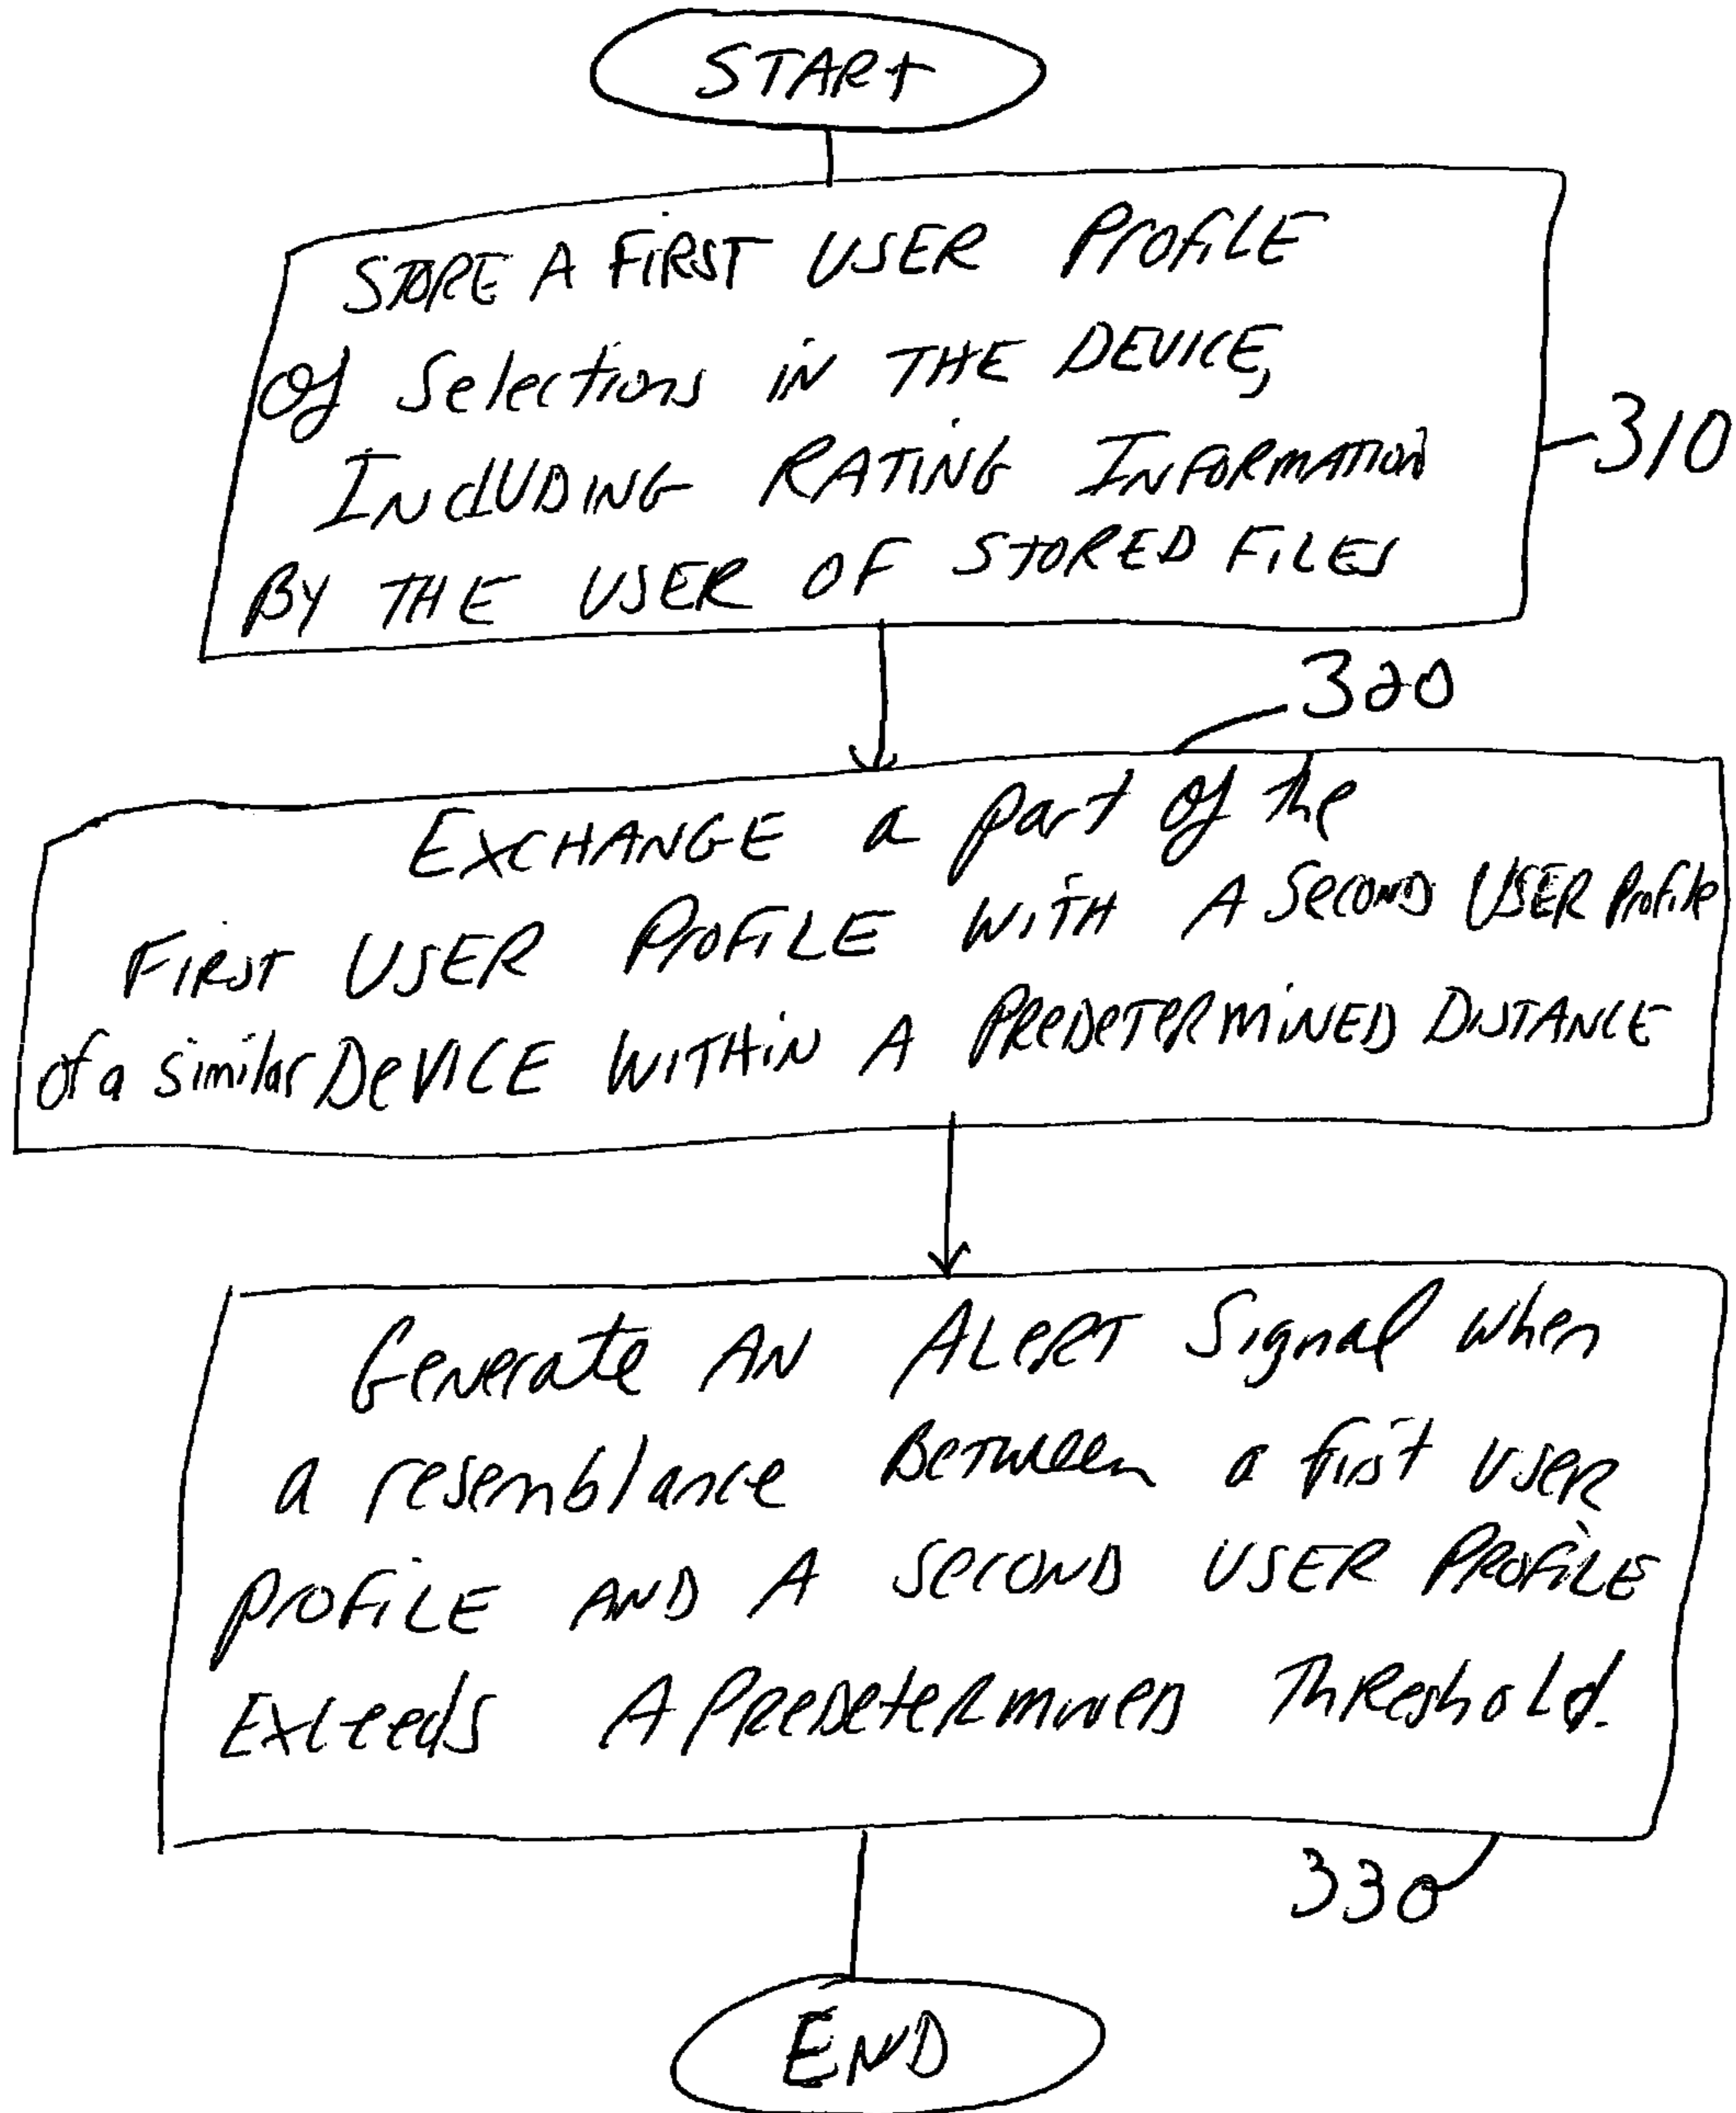 START
STORE A FIRST USER PROFILE
Of Selections in THE DEVICE,
INCLUDING RATING INFORMATION
310
BY THE USER OF STORED FILES
320
EXCHANGE a part of the
FIRST USER PROFILE WITH A SECOND USER Profile
of a similar DEVICE WITHIN A PREDETERMINED DISTANCE
Generate AN ALERT Signal when
a resemblance BETWEEN a first USER
PROFILE AND A SECOND USER PROFILE
Exceeds A PREDETERMINED THReshold.
330
END